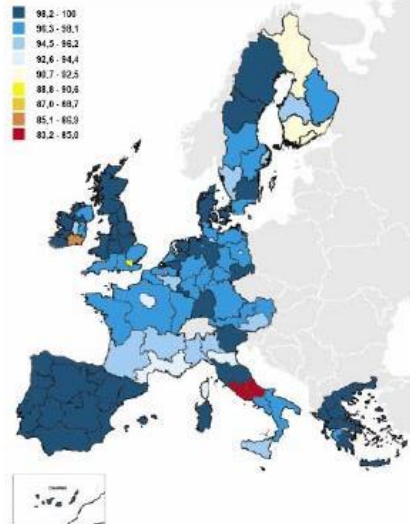 98,2 - 100
96,3 - 98,1
94,5 - 96,2
92,6 - 94,4
90,7 - 92,5
88,8 - 90,6
87,0 - 88,7
85,1 - 86,9
83,2 - 85,0